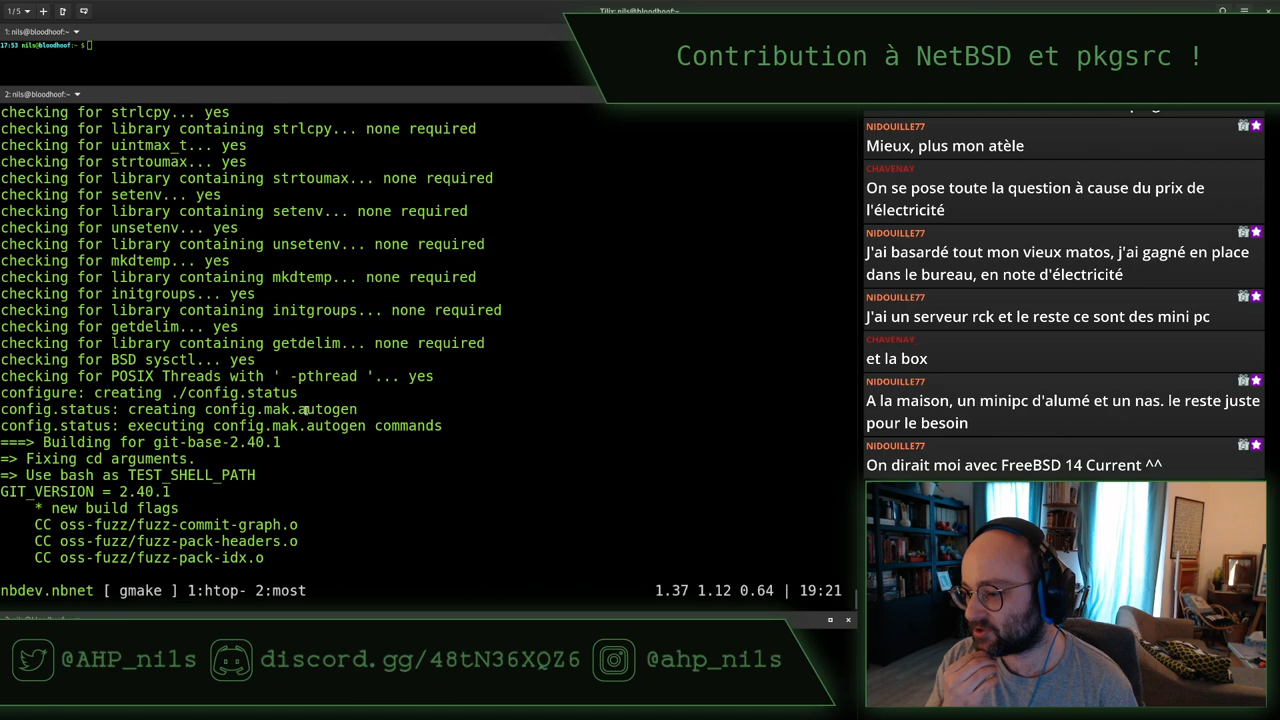 1/5
Tilix: nils@bloodhoof:~
1: nils@bloodhoof:~
17:53 nils@bloodhoof:~ $
Contribution à NetBSD et pkgsrc !
2: nils@bloodhoof:~
checking for strlcpy... yes
checking for library containing strlcpy... none required
checking for uintmax_t... yes
checking for strtoumax... yes
checking for library containing strtoumax... none required
checking for setenv... yes
checking for library containing setenv... none required
checking for unsetenv... yes
checking for library containing unsetenv... none required
checking for mkdtemp... yes
checking for library containing mkdtemp... none required
checking for initgroups... yes
checking for library containing initgroups... none required
checking for getdelim... yes
checking for library containing getdelim... none required
checking for BSD sysctl... yes
checking for POSIX Threads with ' -pthread '... yes
configure: creating ./config.status
config.status: creating config.mak.autogen
config.status: executing config.mak.autogen commands
===> Building for git-base-2.40.1
=> Fixing cd arguments.
=> Use bash as TEST_SHELL_PATH
GIT_VERSION = 2.40.1
* new build flags
CC oss-fuzz/fuzz-commit-graph.o
CC oss-fuzz/fuzz-pack-headers.o
CC oss-fuzz/fuzz-pack-idx.o
nbdev.nbnet [ gmake ] 1:htop- 2:most 1.37 1.12 0.64 | 19:21
NIDOUILLE77
Mieux, plus mon atèle
CHAVENAY_
On se pose toute la question à cause du prix de
l'électricité
NIDOUILLE77
J'ai basardé tout mon vieux matos, j'ai gagné en place
dans le bureau, en note d'électricité
NIDOUILLE77
J'ai un serveur rck et le reste ce sont des mini pc
CHAVENAY_
et la box
NIDOUILLE77
A la maison, un minipc d'alumé et un nas. le reste juste
pour le besoin
NIDOUILLE77
On dirait moi avec FreeBSD 14 Current ^^
@AHP_nils discord.gg/48tN36XQZ6 @ahp_nils